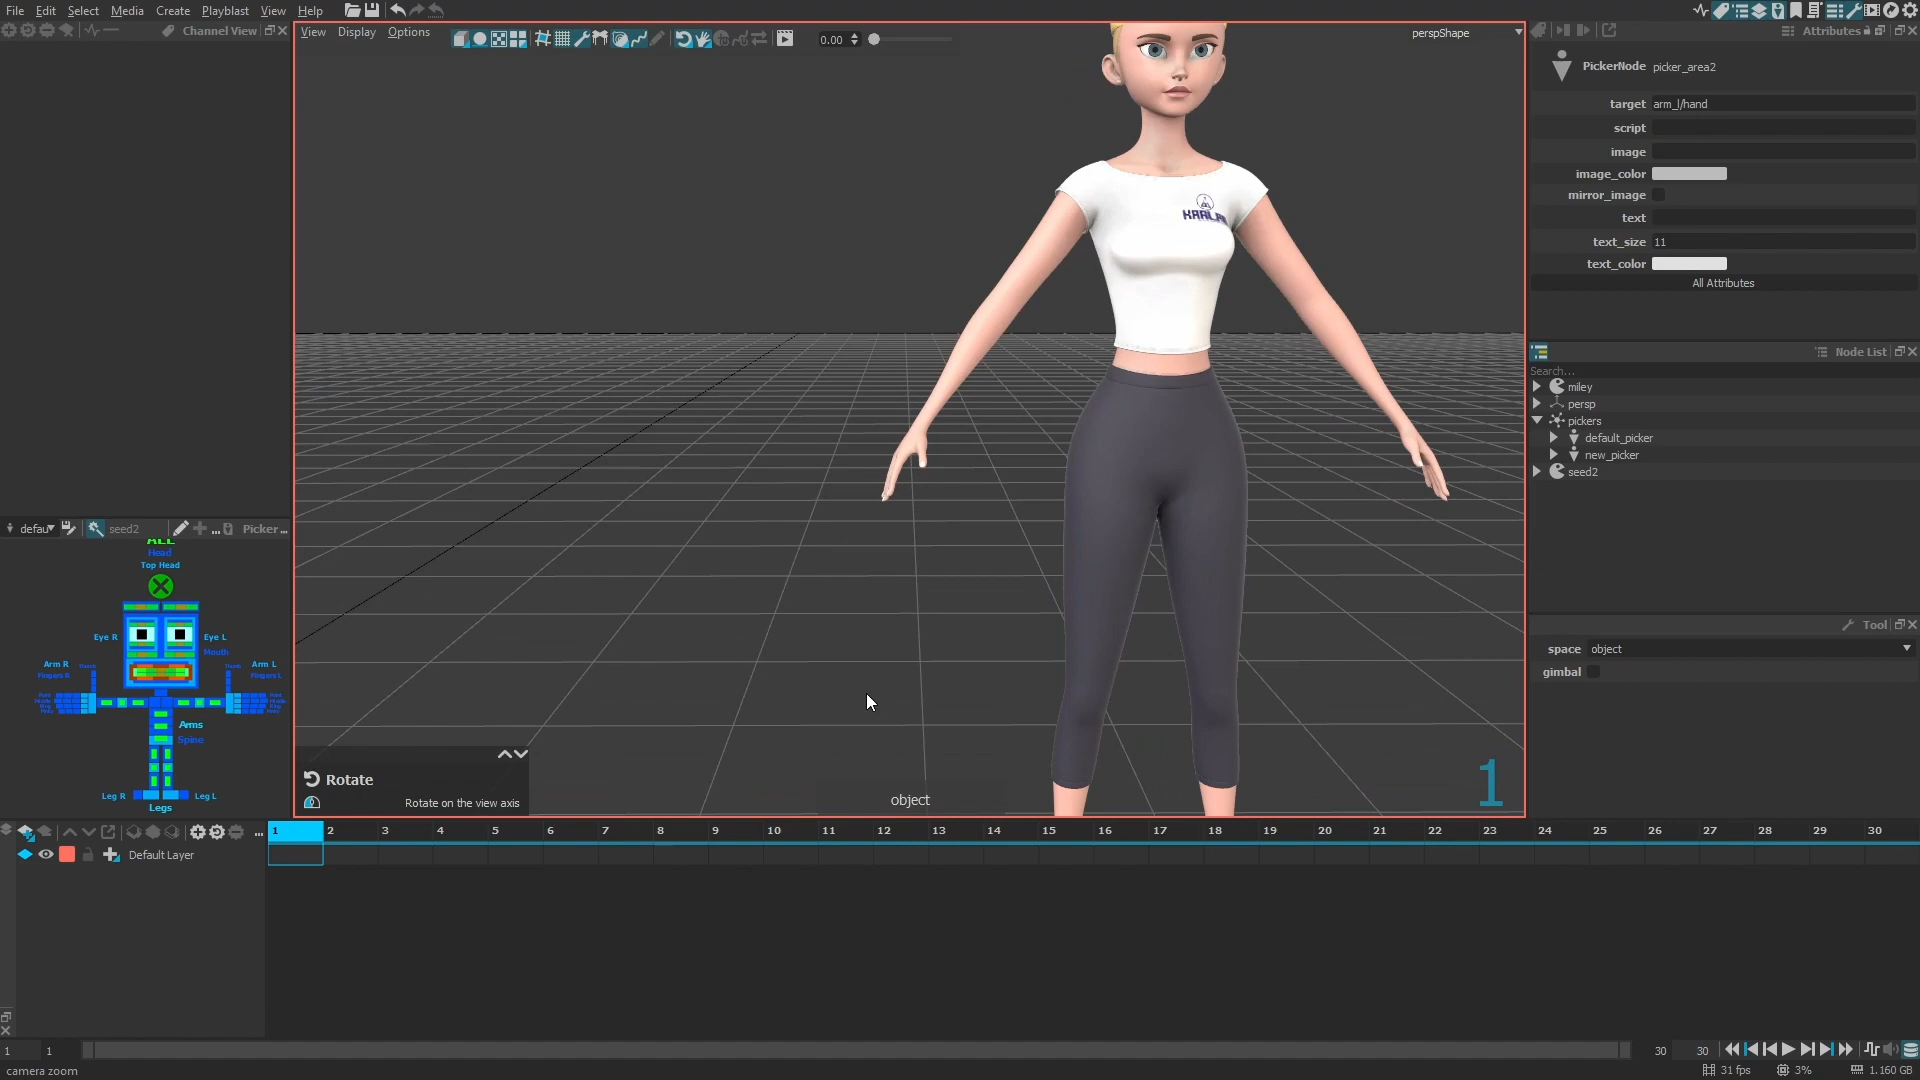 File Edit Select Media Create Playblast View Help
Channel View
View Display Options
0.00
perspShape
Attributes
PickerNode picker_area2
target arm_l/hand
script
image
image_color
mirror_image
text
text_size 11
text_color
All Attributes
Node List
Search...
miley
persp
pickers
default_picker
new_picker
seed2
Tool
space object
gimbal
defau
seed2
... Picker ...
ALL
Head
Top Head
Eye R
Eye L
Mouth
Arm R
Arm L
Fingers R
Fingers L
Arms
Spine
Leg R
Leg L
Legs
Rotate
Rotate on the view axis
object
1
...
1 2 3 4 5 6 7 8 9 10 11 12 13 14 15 16 17 18 19 20 21 22 23 24 25 26 27 28 29 30
Default Layer
1 1
30 30
camera zoom
31 fps 3% 1.160 GB